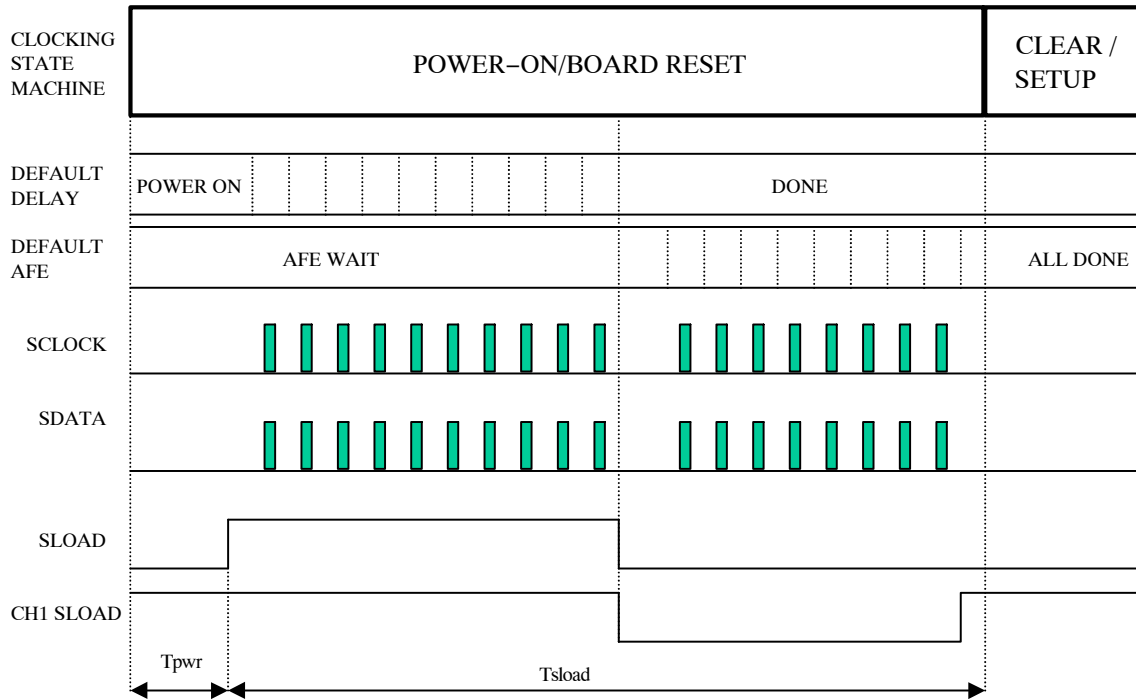 CLOCKING
STATE
MACHINE
POWER–ON/BOARD RESET
CLEAR /
SETUP
DEFAULT
DELAY
POWER ON
DONE
DEFAULT
AFE
AFE WAIT
ALL DONE
SCLOCK
SDATA
SLOAD
CH1 SLOAD
Tpwr
Tsload